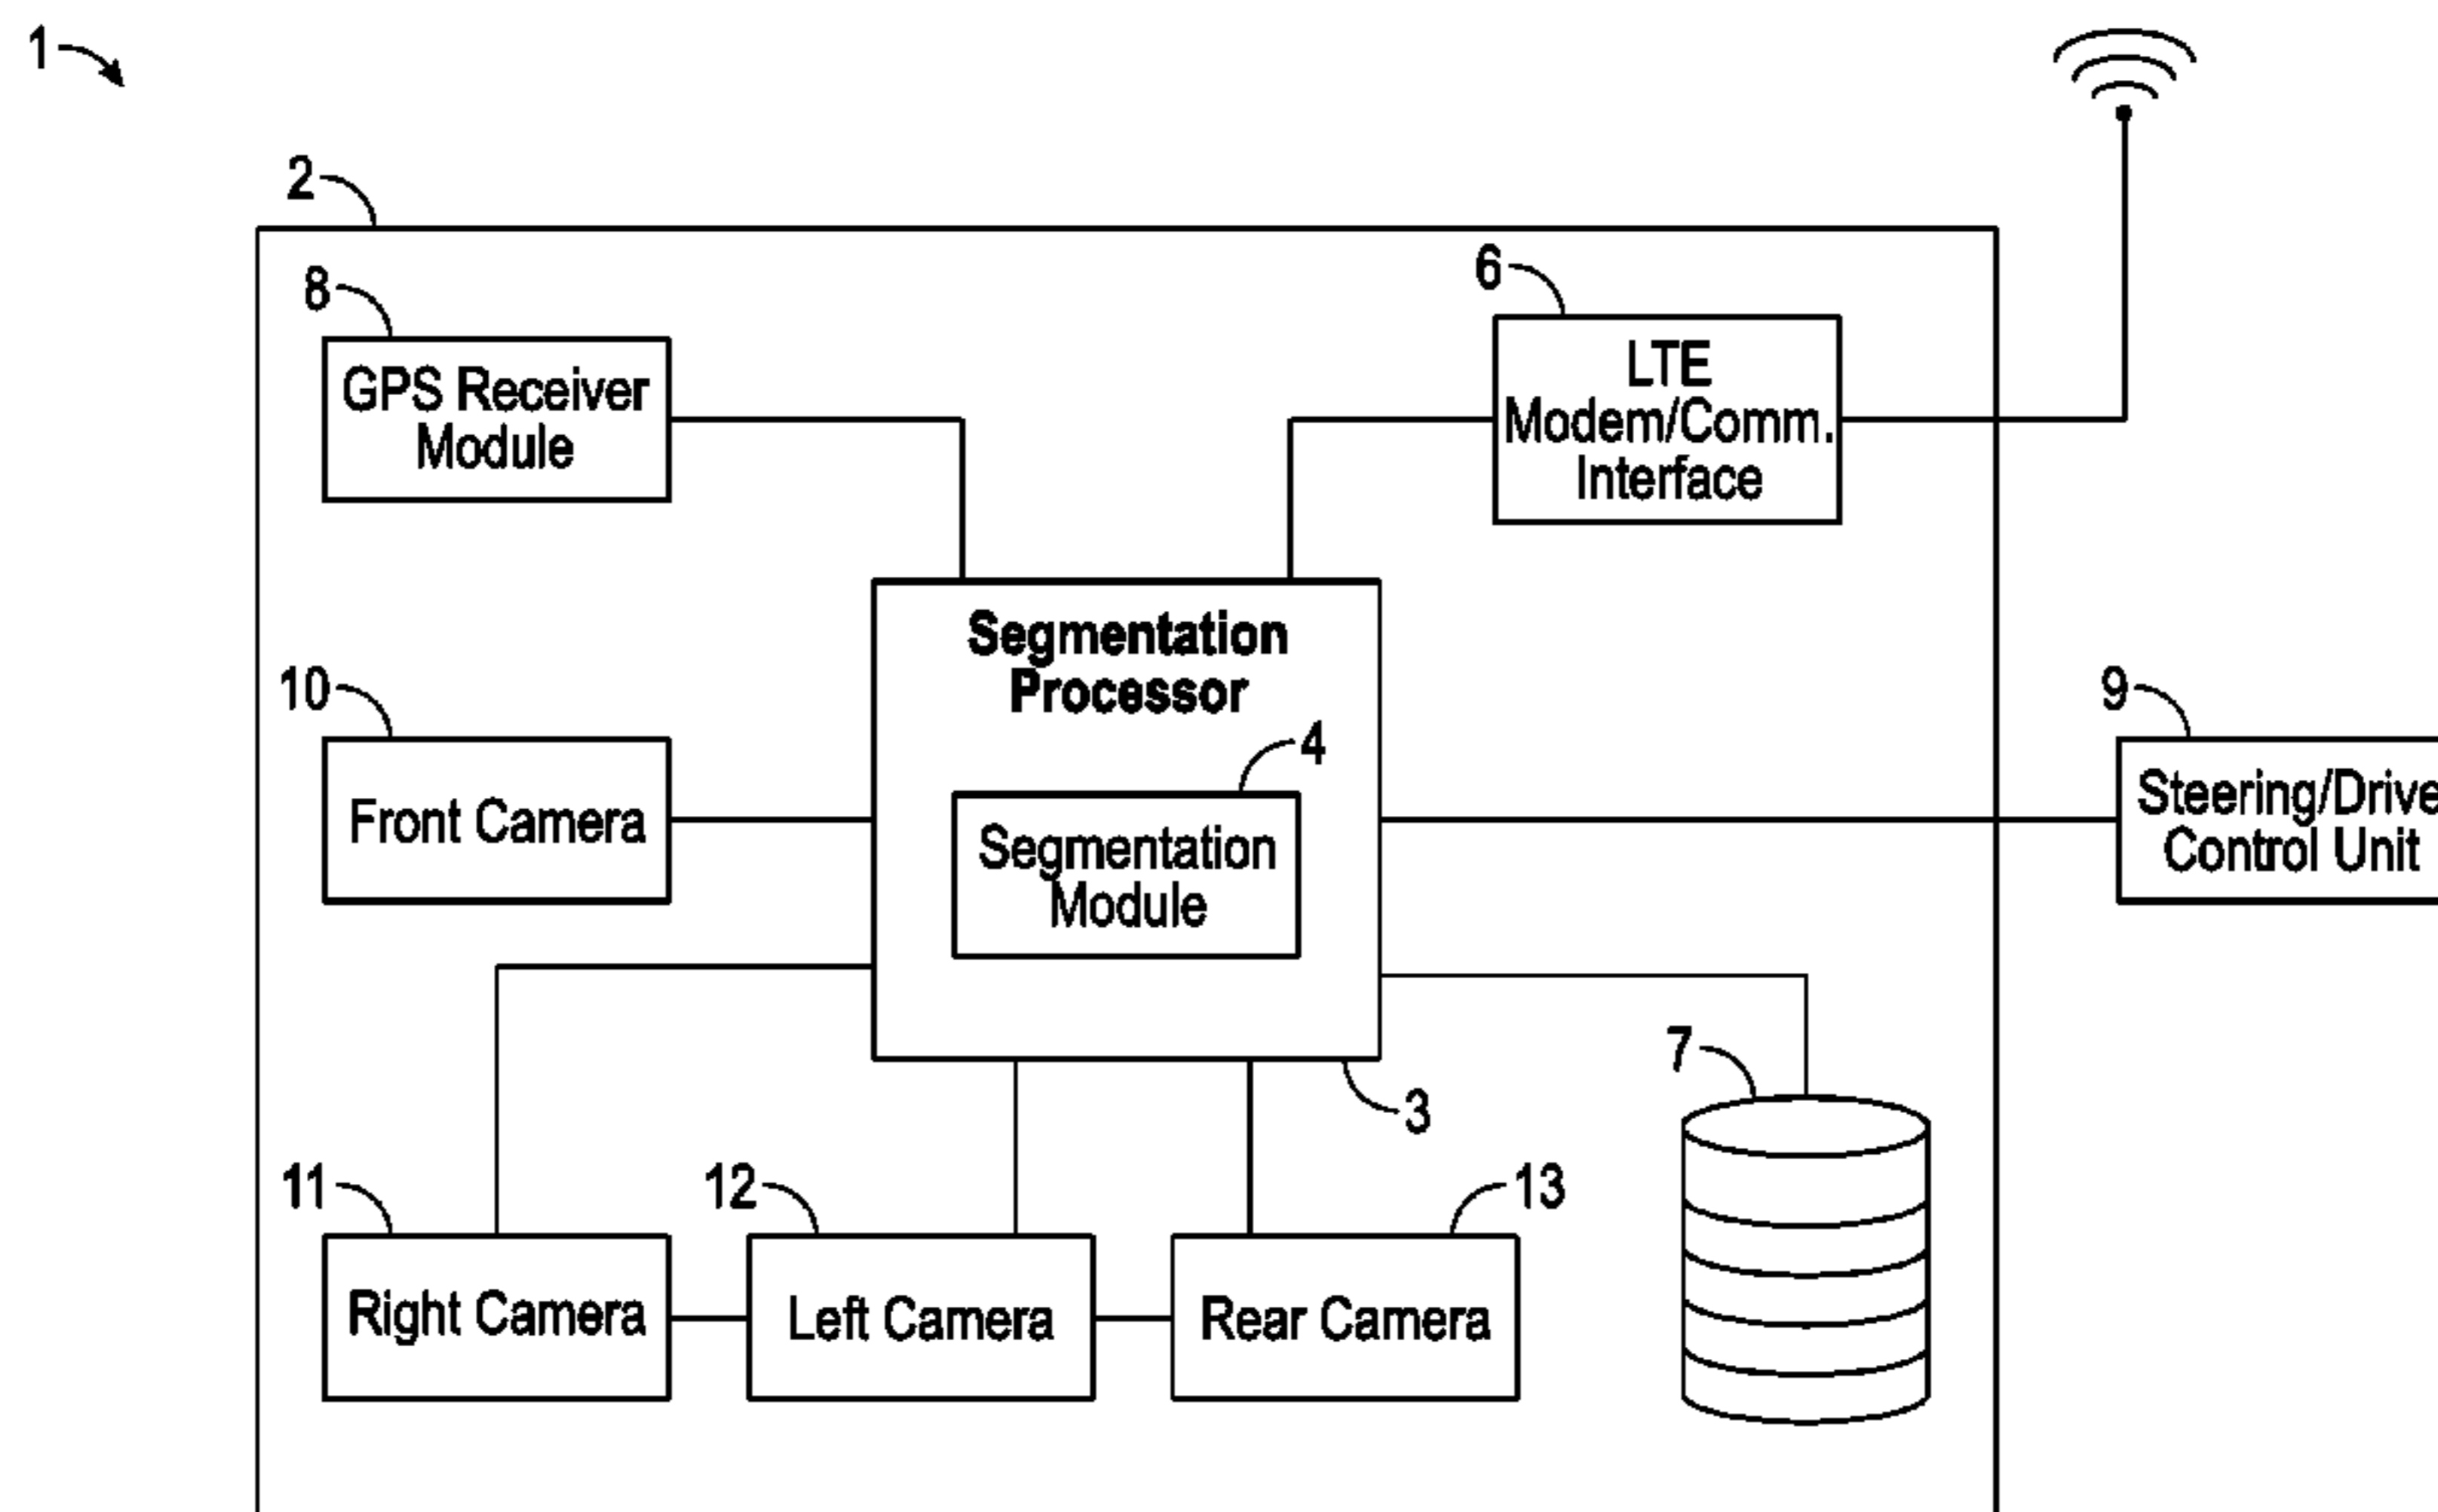 1
2
8
GPS Receiver
Module
6
LTE
Modem/Comm.
Interface
Segmentation
Processor
10
Front Camera
4
Segmentation
Module
9
Steering/Drive
Control Unit
3
7
11
Right Camera
12
Left Camera
13
Rear Camera